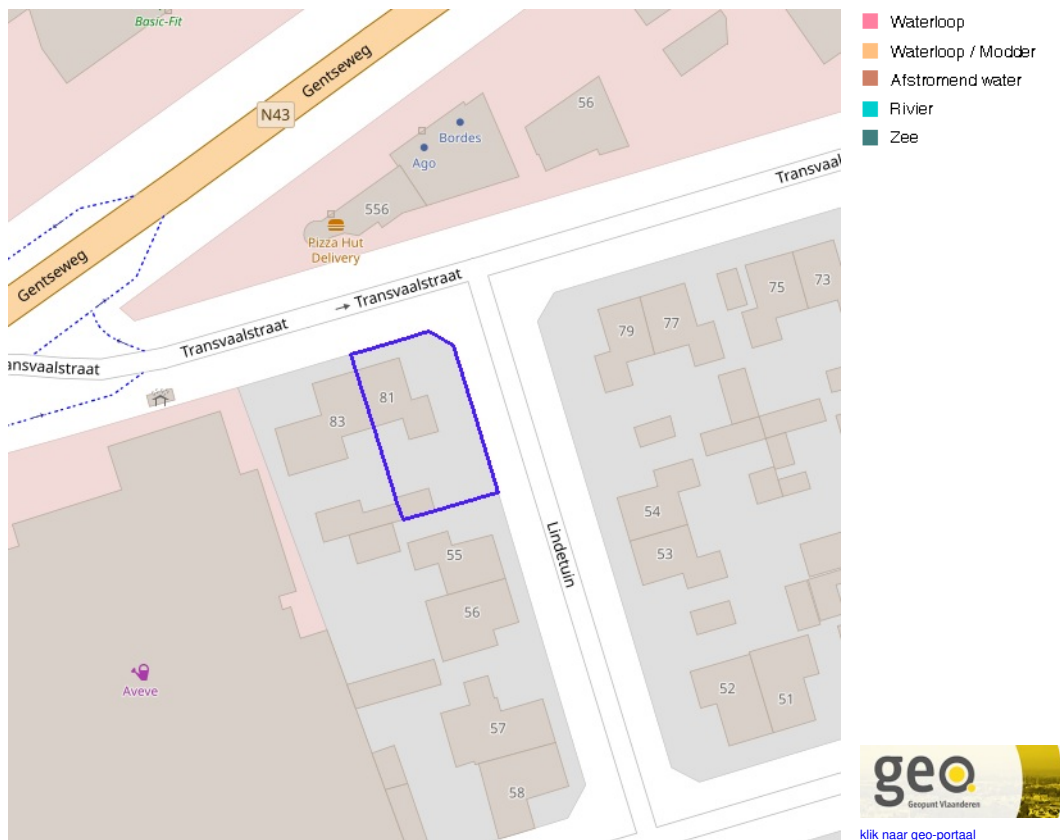 Basic-Fit
Gentseweg
N43
56
Bordes
Ago
Transvaal
556
Pizza Hut
Delivery
Gentseweg
Transvaalstraat
Transvaalstraat
ansvaalstraat
75
73
79
77
81
83
54
53
Lindetuin
55
56
52
51
57
58
Aveve
Waterloop
Waterloop / Modder
Afstromend water
Rivier
Zee
geo
Geopunt Vlaanderen
klik naar geo-portaal